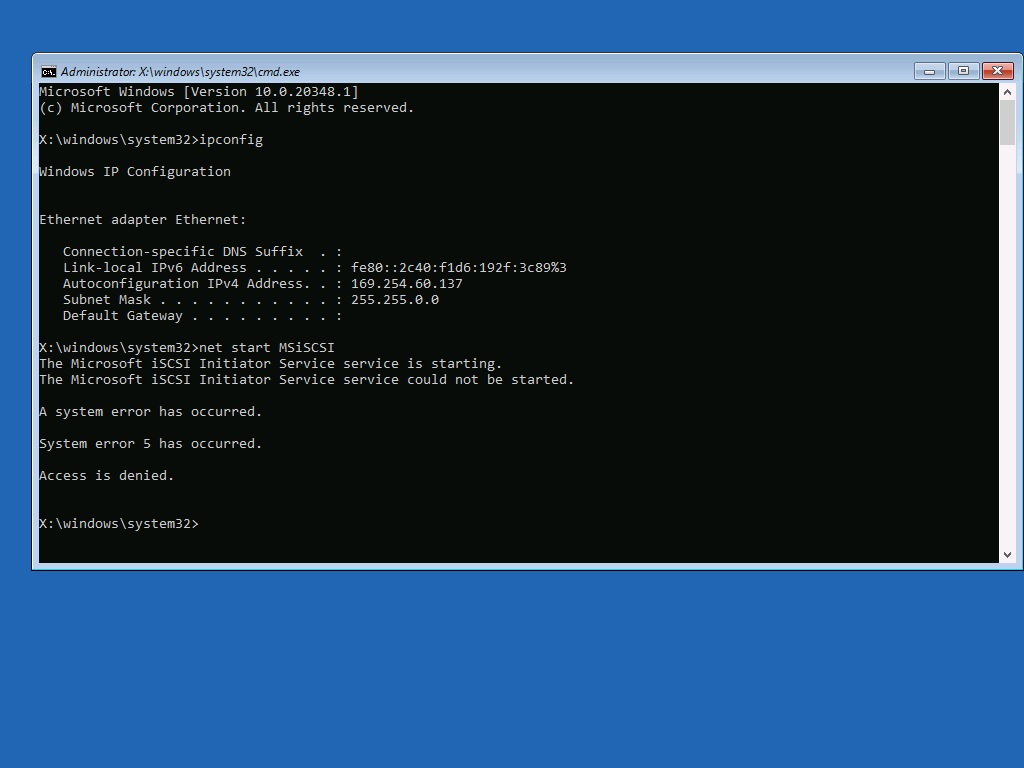 Administrator: X:\windows\system32\cmd.exe
Microsoft Windows [Version 10.0.20348.1]
(c) Microsoft Corporation. All rights reserved.
X:\windows\system32>ipconfig
Windows IP Configuration
Ethernet adapter Ethernet:
   Connection-specific DNS Suffix  . :
   Link-local IPv6 Address . . . . . : fe80::2c40:f1d6:192f:3c89%3
   Autoconfiguration IPv4 Address. . : 169.254.60.137
   Subnet Mask . . . . . . . . . . . : 255.255.0.0
   Default Gateway . . . . . . . . . :
X:\windows\system32>net start MSiSCSI
The Microsoft iSCSI Initiator Service service is starting.
The Microsoft iSCSI Initiator Service service could not be started.
A system error has occurred.
System error 5 has occurred.
Access is denied.
X:\windows\system32>